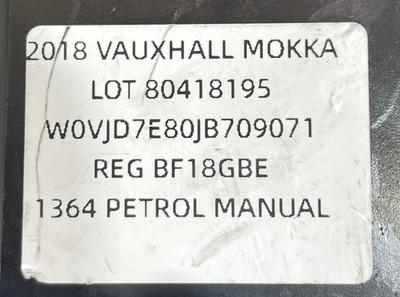 2018 VAUXHALL MOKKA
LOT 80418195
W0VJD7E80JB709071
REG BF18GBE
1364 PETROL MANUAL